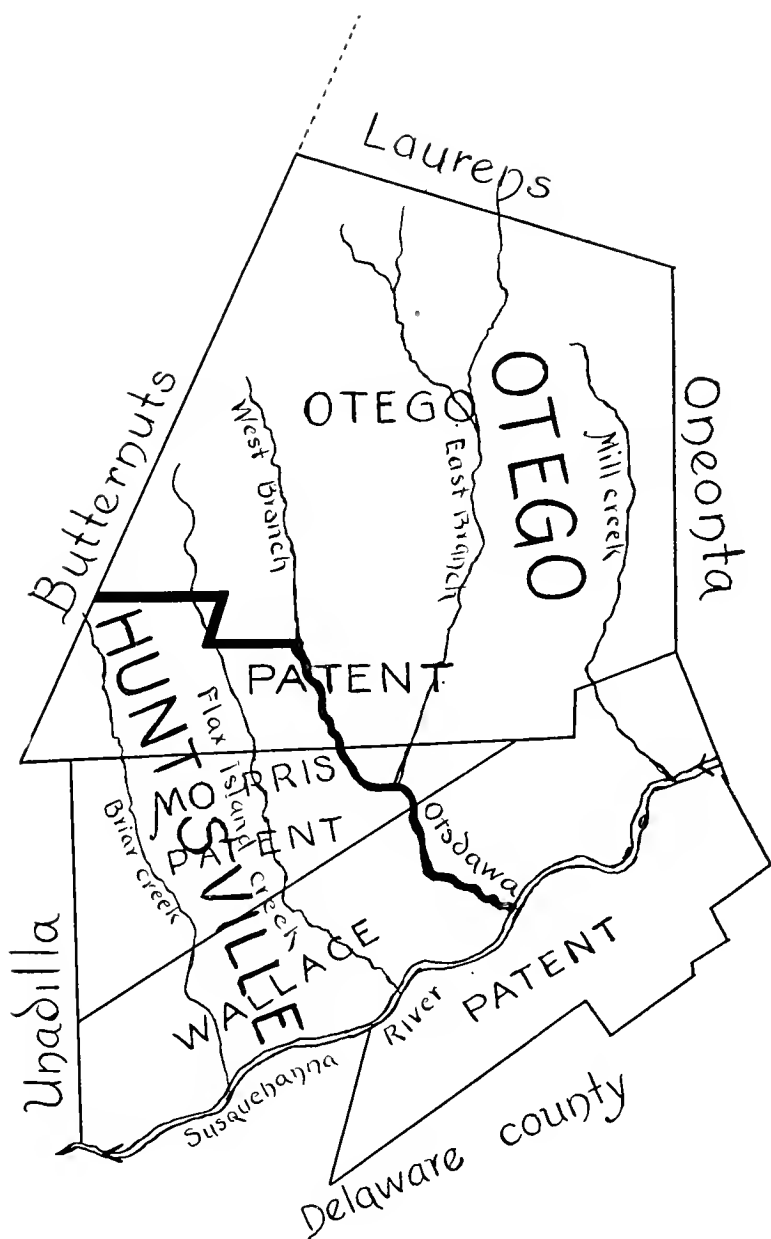 Laurens
Butternuts
OTEGO
OTEGO
Oneonta
West Branch
East Branch
Mill creek
PATENT
HUNTSVILLE
Flax island creek
MORRIS
PATENT
Briar creek
Otsdawa
WALLACE
PATENT
Unadilla
Susquehanna River
Delaware county